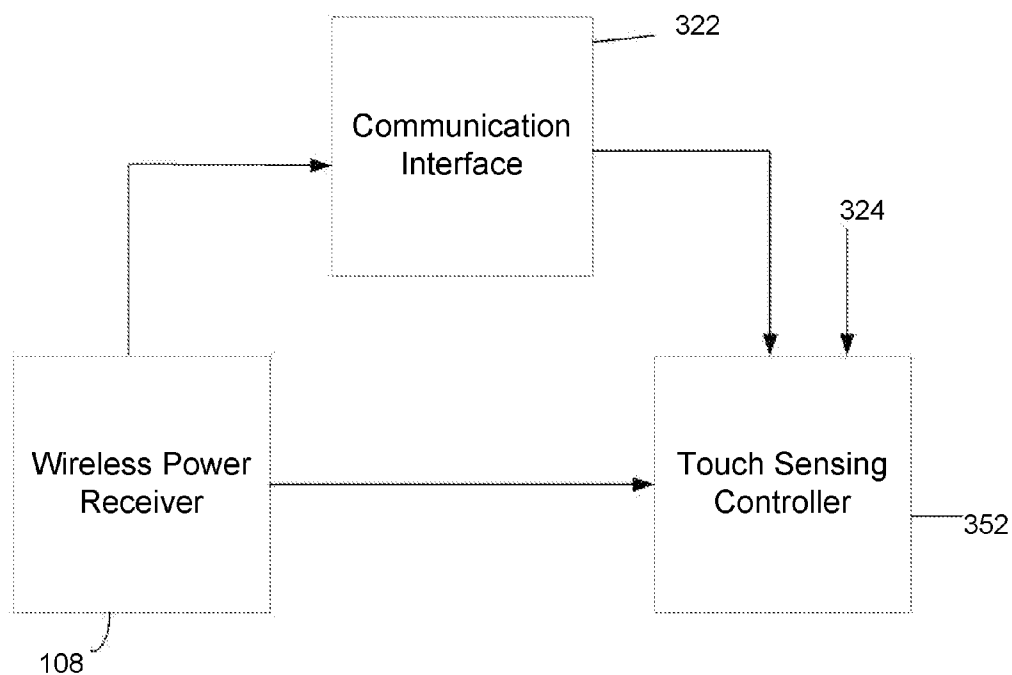 322
Communication
Interface
324
Wireless Power
Receiver
Touch Sensing
Controller
352
108